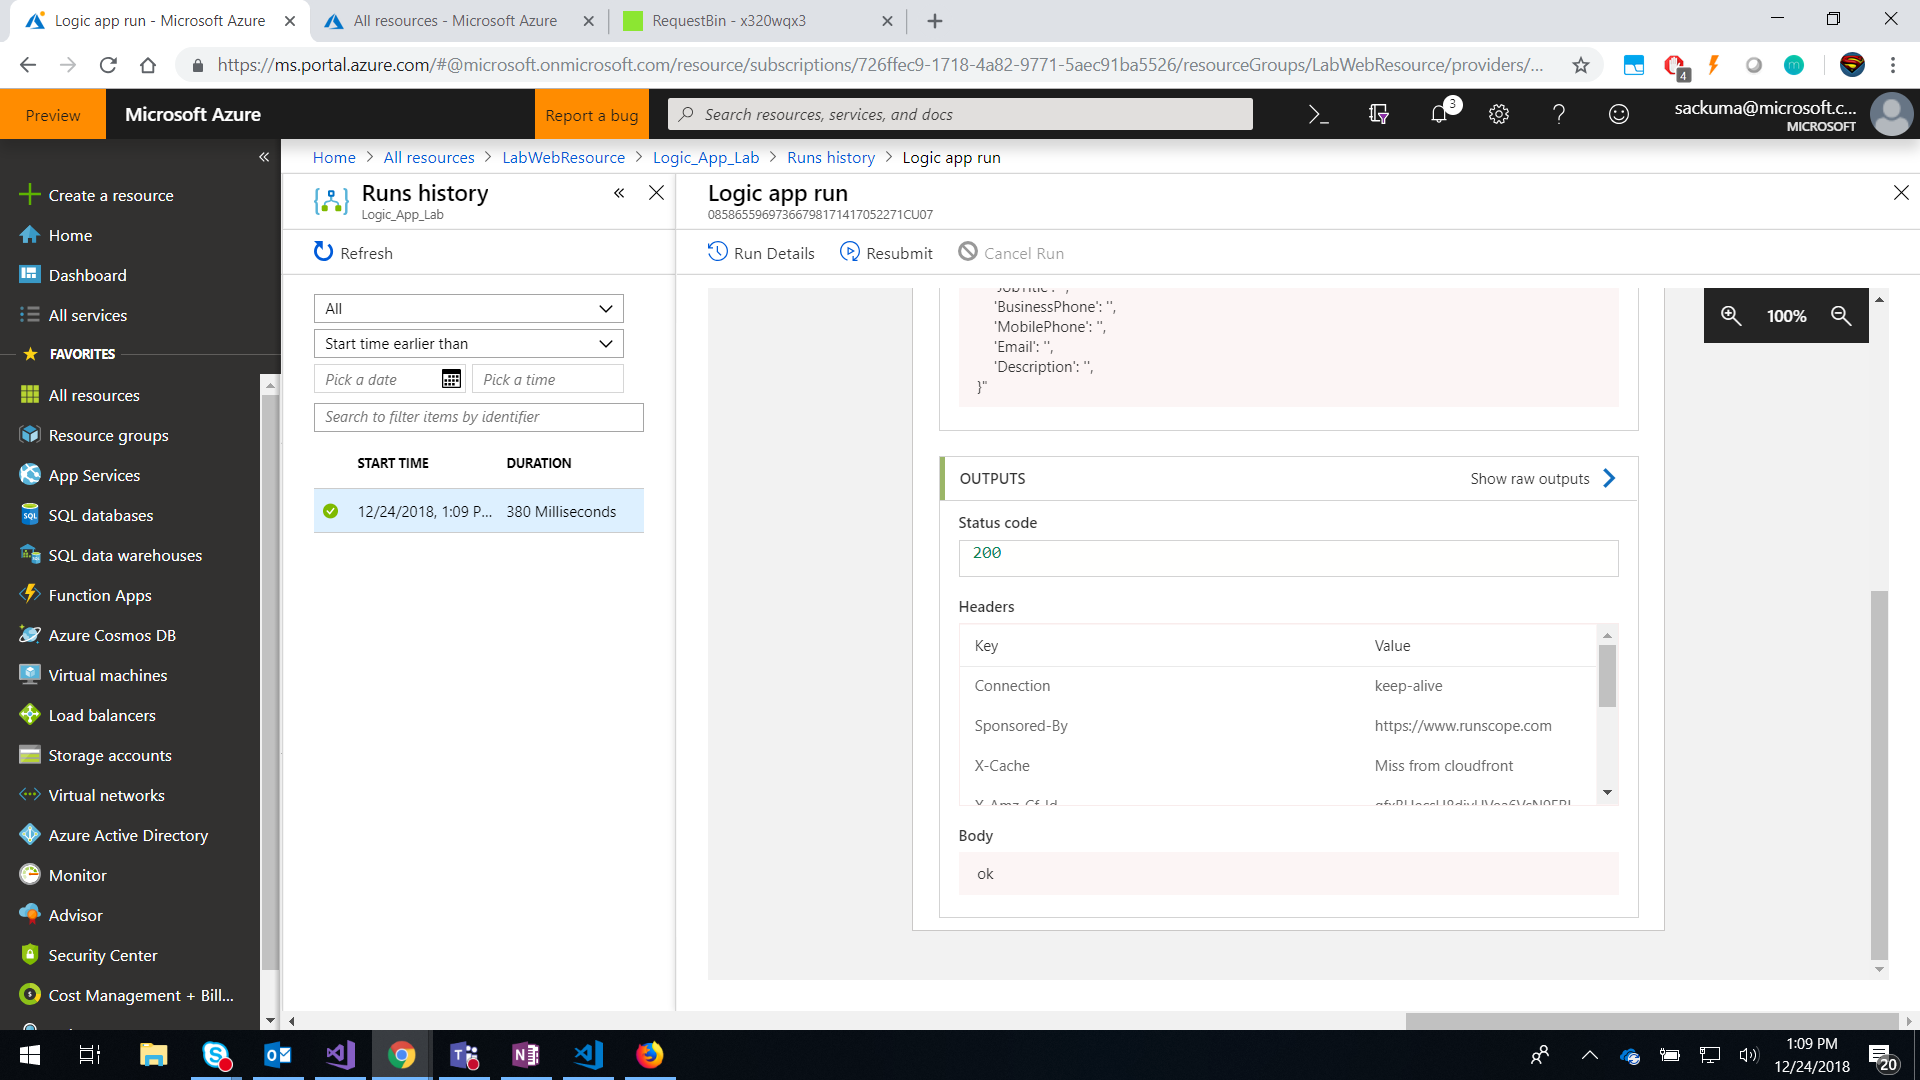 Logic app run - Microsoft Azure
All resources - Microsoft Azure
RequestBin - x320wqx3
https://ms.portal.azure.com/#@microsoft.onmicrosoft.com/resource/subscriptions/726ffec9-1718-4a82-9771-5aec91ba5526/resourceGroups/LabWebResource/providers/...
4
m
Preview
Microsoft Azure
Report a bug
Search resources, services, and docs
3
sackuma@microsoft.c...
MICROSOFT
Home > All resources > LabWebResource > Logic_App_Lab > Runs history > Logic app run
Create a resource
Home
Dashboard
All services
FAVORITES
All resources
Resource groups
App Services
SQL databases
SQL data warehouses
Function Apps
Azure Cosmos DB
Virtual machines
Load balancers
Storage accounts
Virtual networks
Azure Active Directory
Monitor
Advisor
Security Center
Cost Management + Bill...
Runs history
Logic_App_Lab
Refresh
All
Start time earlier than
Pick a date
Pick a time
Search to filter items by identifier
START TIME DURATION
12/24/2018, 1:09 P... 380 Milliseconds
Logic app run
08586559697366798171417052271CU07
Run Details
Resubmit
Cancel Run
'JobTitle': '',
'BusinessPhone': '',
'MobilePhone': '',
'Email': '',
'Description': '',
}"
100%
OUTPUTS
Show raw outputs
Status code
200
Headers
Key Value
Connection keep-alive
Sponsored-By https://www.runscope.com
X-Cache Miss from cloudfront
X-Amz-Cf-Id
Body
ok
1:09 PM
12/24/2018
20